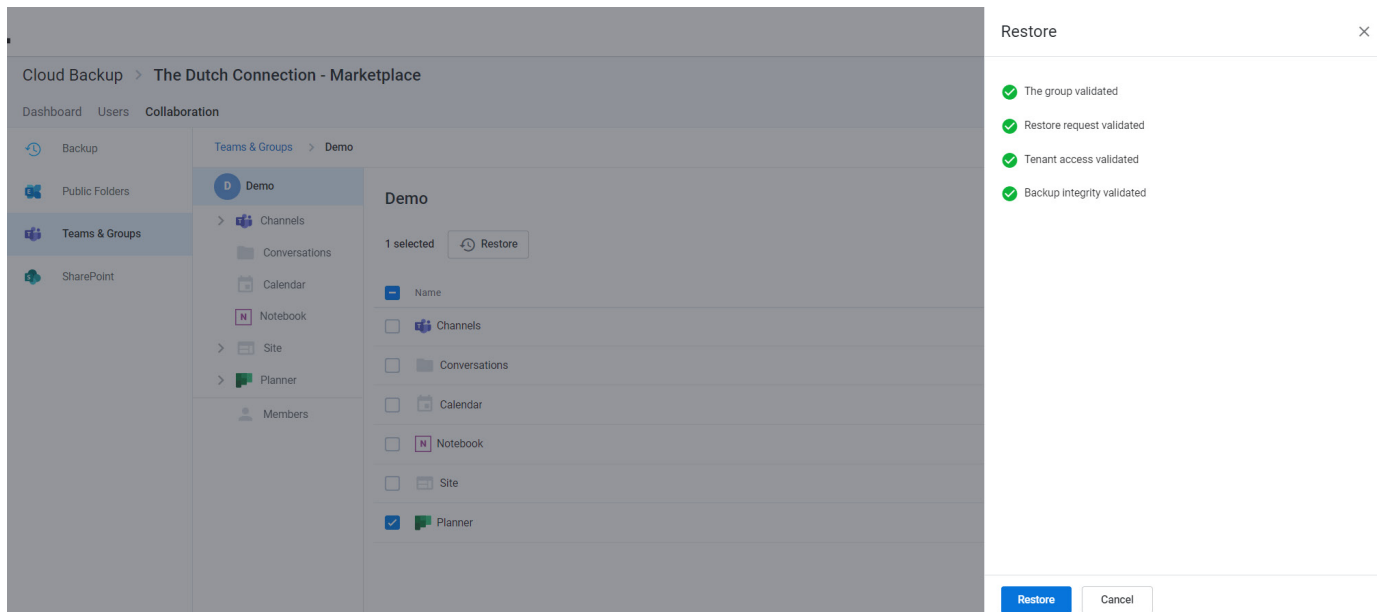 Restore
Cloud Backup > The Dutch Connection - Marketplace
Dashboard Users Collaboration
Backup
Public Folders
Teams & Groups
SharePoint
Teams & Groups > Demo
D Demo
Channels
Conversations
Calendar
N Notebook
Site
Planner
Members
Demo
1 selected Restore
Name
Channels
Conversations
Calendar
N Notebook
Site
Planner
The group validated
Restore request validated
Tenant access validated
Backup integrity validated
Restore Cancel